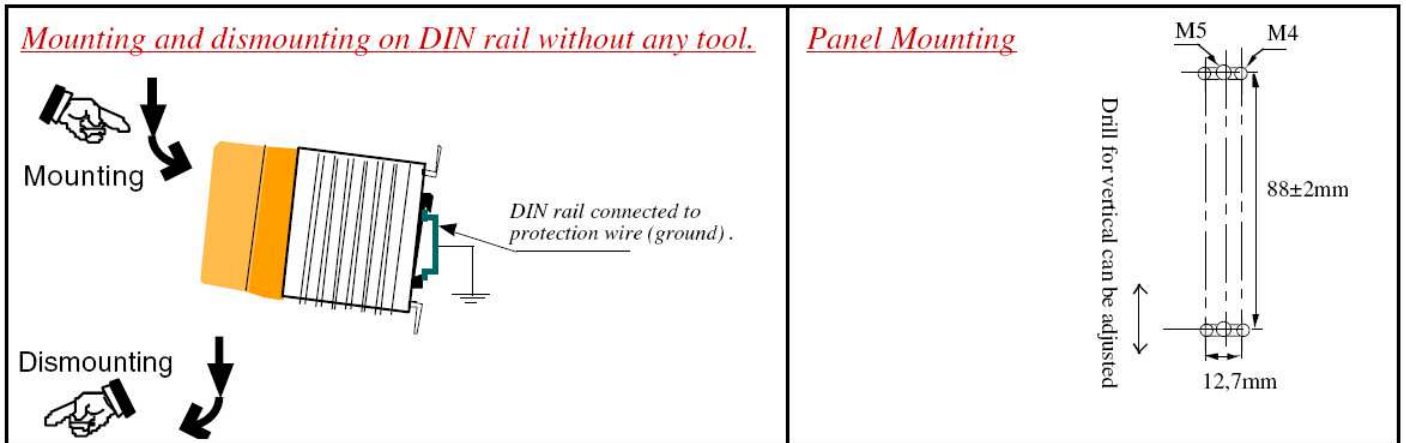 Mounting and dismounting on DIN rail without any tool.
Mounting
DIN rail connected to
protection wire (ground) .
Dismounting
Panel Mounting
M5
M4
Drill for vertical can be adjusted
88±2mm
12,7mm